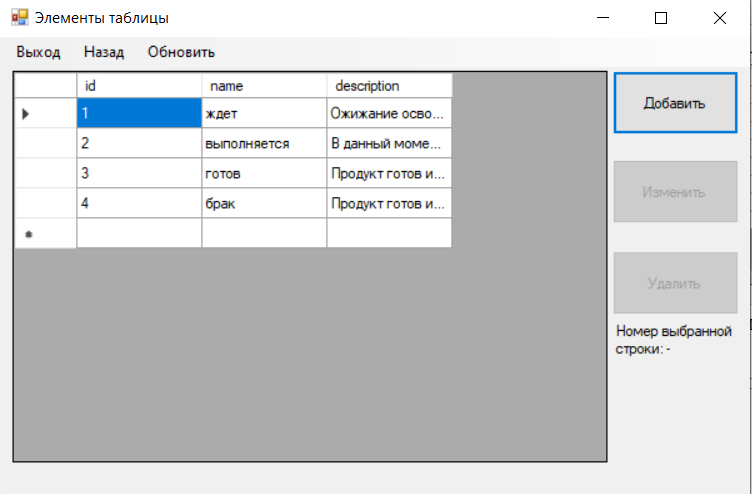 Элементы таблицы
Выход Назад Обновить
id name description
1 ждет Ожижание осво...
2 выполняется В данный моме...
3 готов Продукт готов и...
4 брак Продукт готов и...
Добавить
Изменить
Удалить
Номер выбранной
строки: -